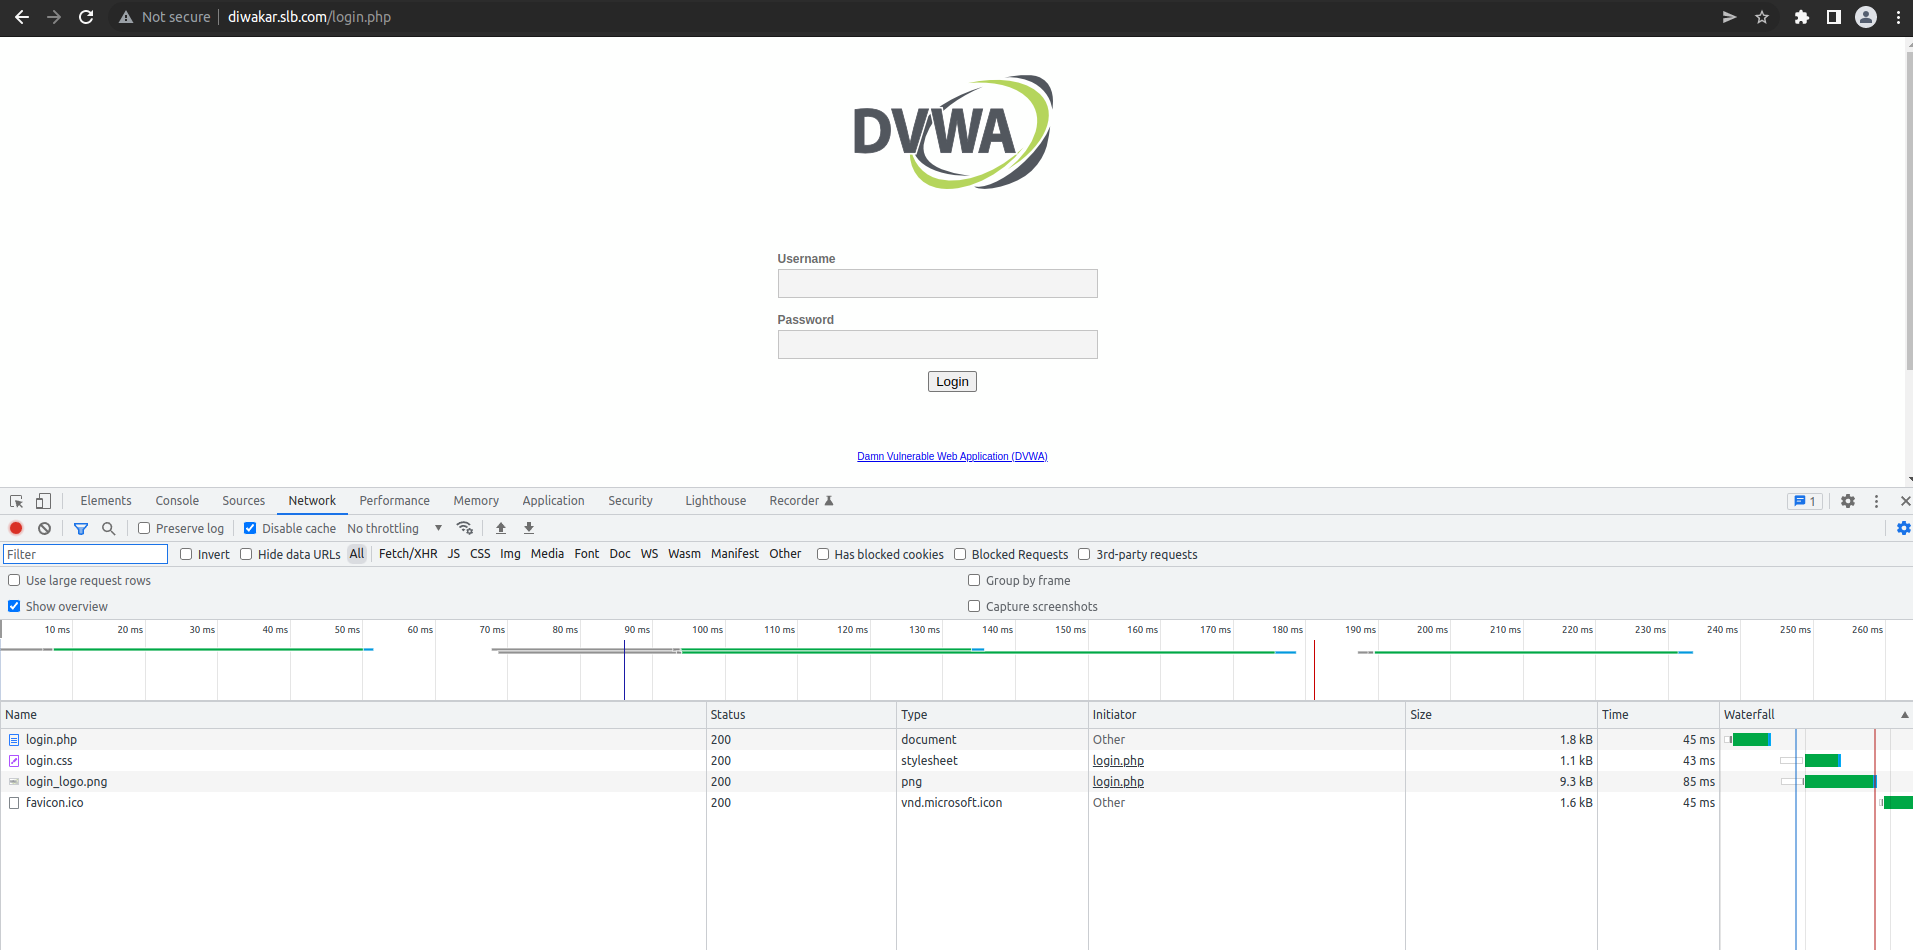 Not secure | diwakar.slb.com/login.php
DVWA
Username
Password
Login
Damn Vulnerable Web Application (DVWA)
Elements Console Sources Network Performance Memory Application Security Lighthouse Recorder 1
Preserve log Disable cache No throttling
Filter Invert Hide data URLs All Fetch/XHR JS CSS Img Media Font Doc WS Wasm Manifest Other Has blocked cookies Blocked Requests 3rd-party requests
Use large request rows Group by frame
Show overview Capture screenshots
10 ms 20 ms 30 ms 40 ms 50 ms 60 ms 70 ms 80 ms 90 ms 100 ms 110 ms 120 ms 130 ms 140 ms 150 ms 160 ms 170 ms 180 ms 190 ms 200 ms 210 ms 220 ms 230 ms 240 ms 250 ms 260 ms
Name Status Type Initiator Size Time Waterfall
login.php 200 document Other 1.8 kB 45 ms
login.css 200 stylesheet login.php 1.1 kB 43 ms
login_logo.png 200 png login.php 9.3 kB 85 ms
favicon.ico 200 vnd.microsoft.icon Other 1.6 kB 45 ms